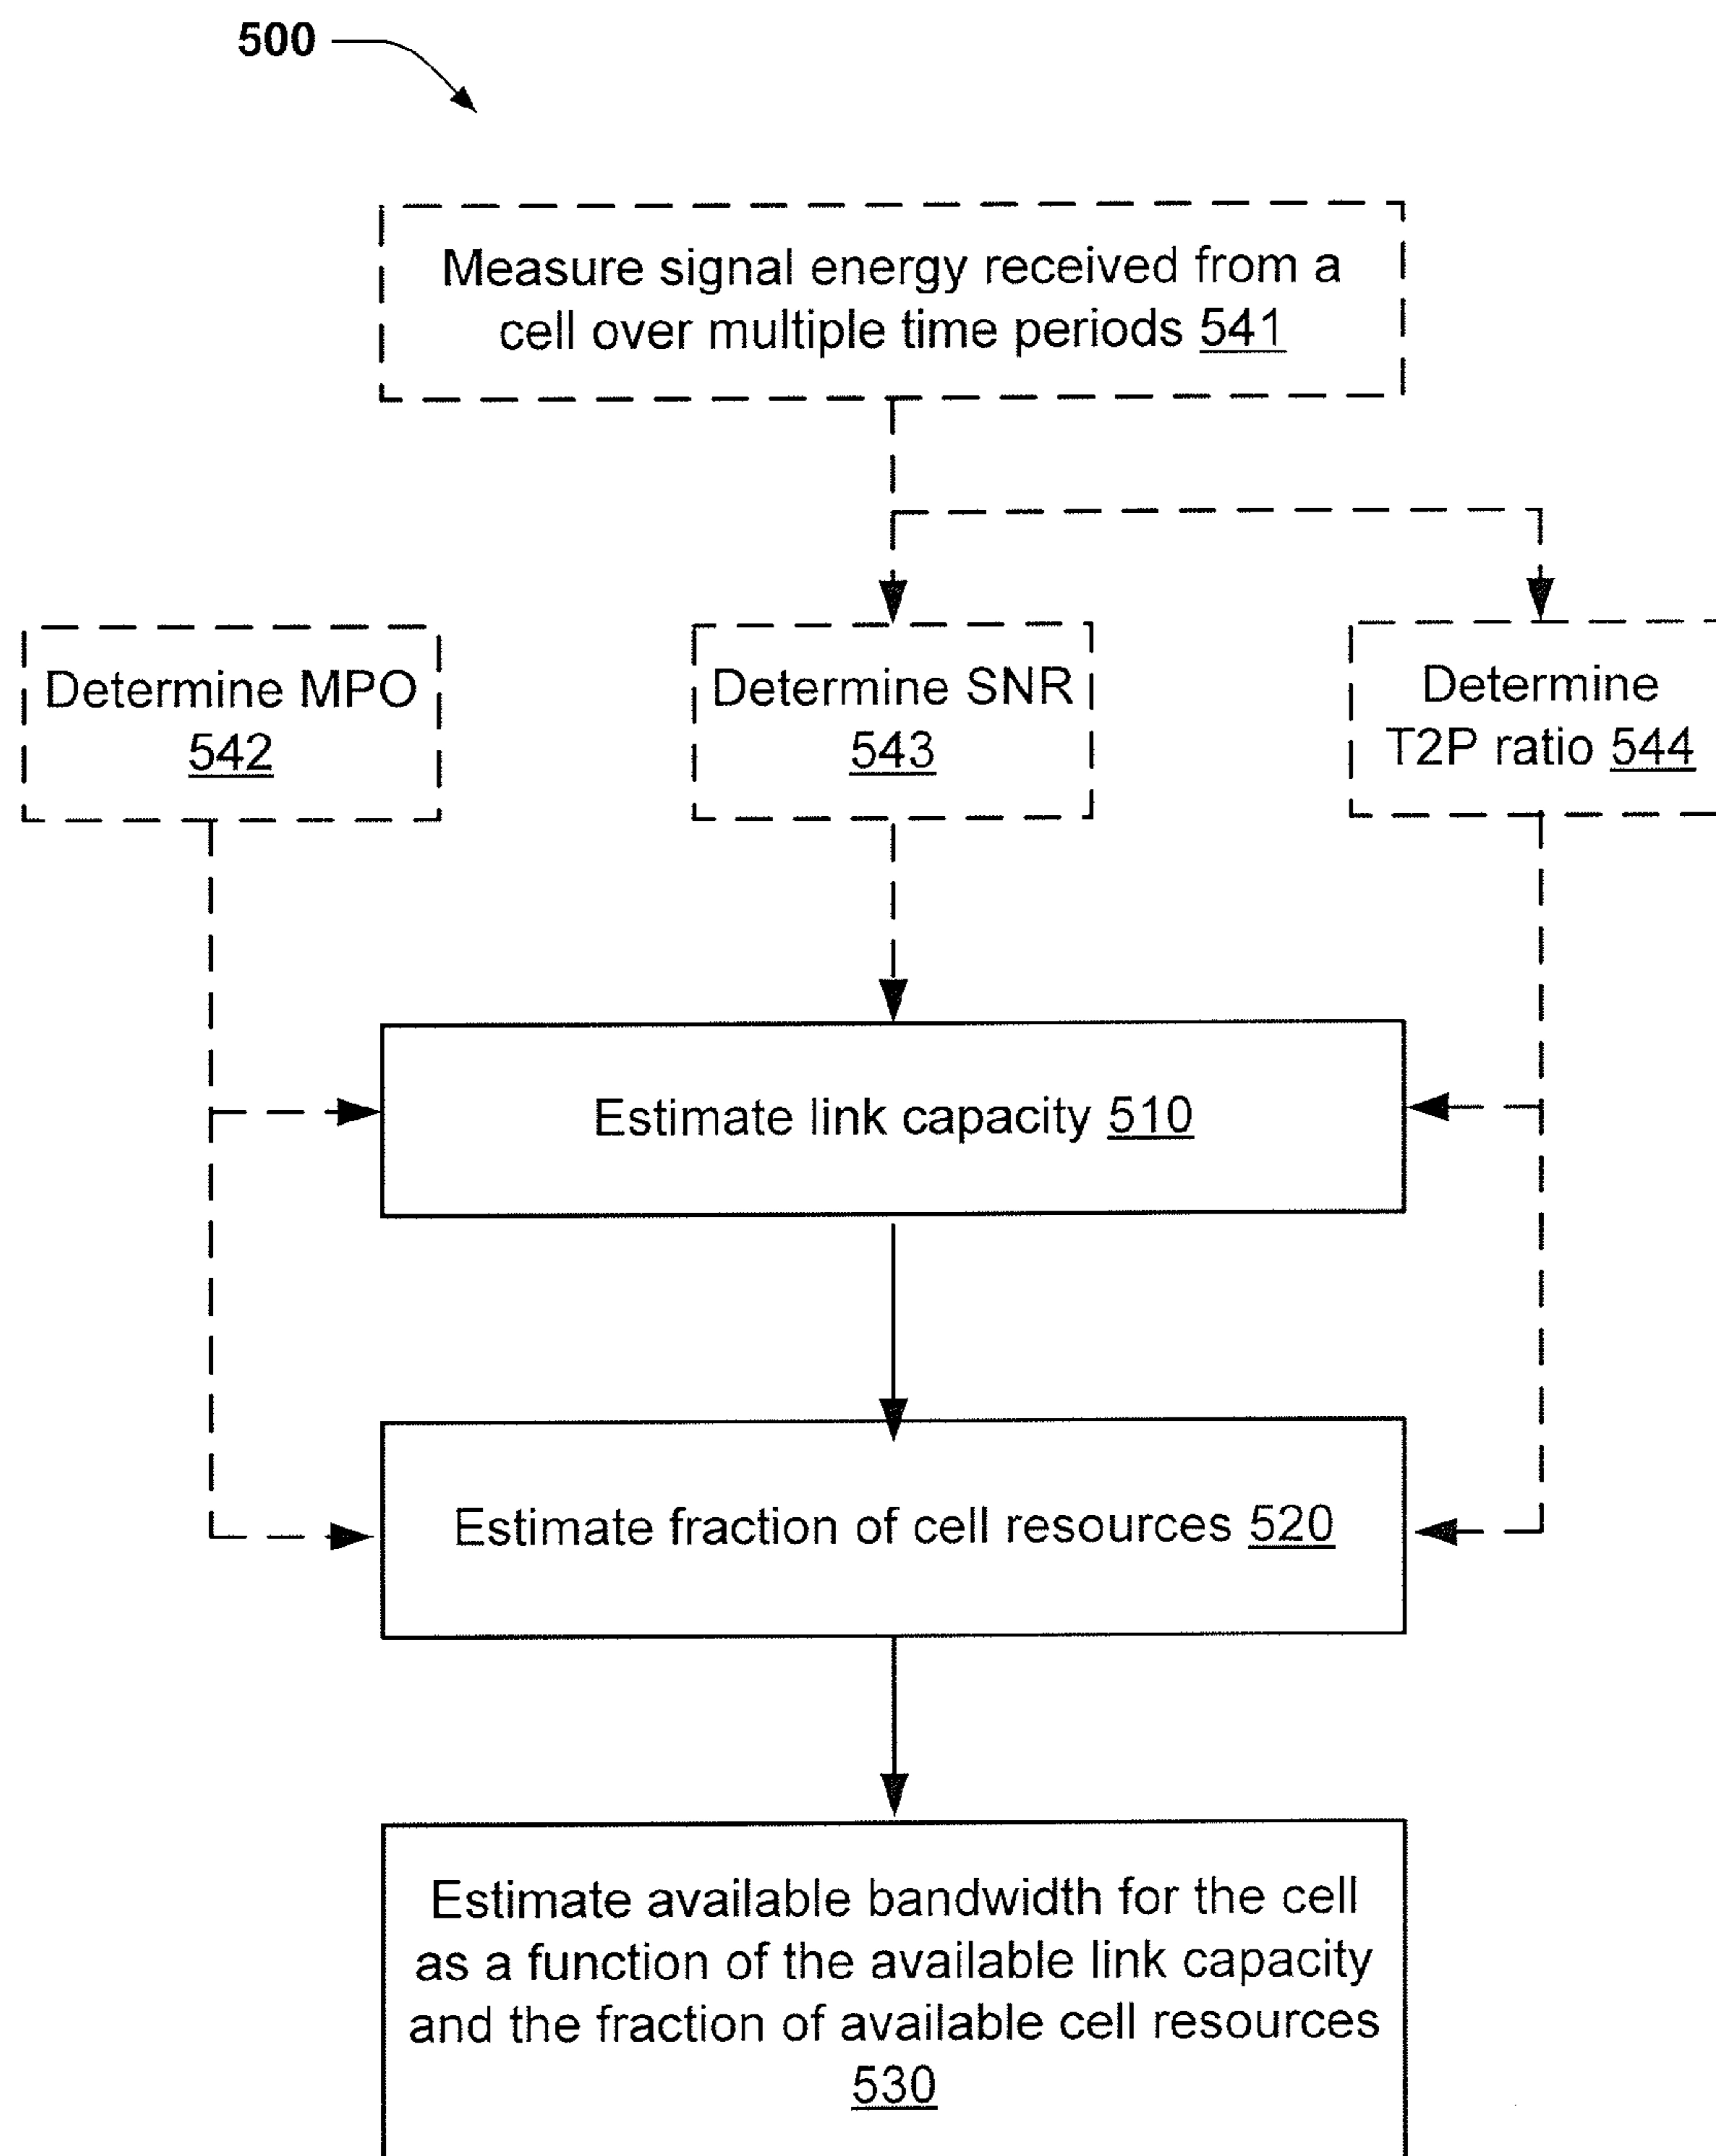 500
Measure signal energy received from a
cell over multiple time periods 541
Determine MPO
542
Determine SNR
543
Determine
T2P ratio 544
Estimate link capacity 510
Estimate fraction of cell resources 520
Estimate available bandwidth for the cell
as a function of the available link capacity
and the fraction of available cell resources
530